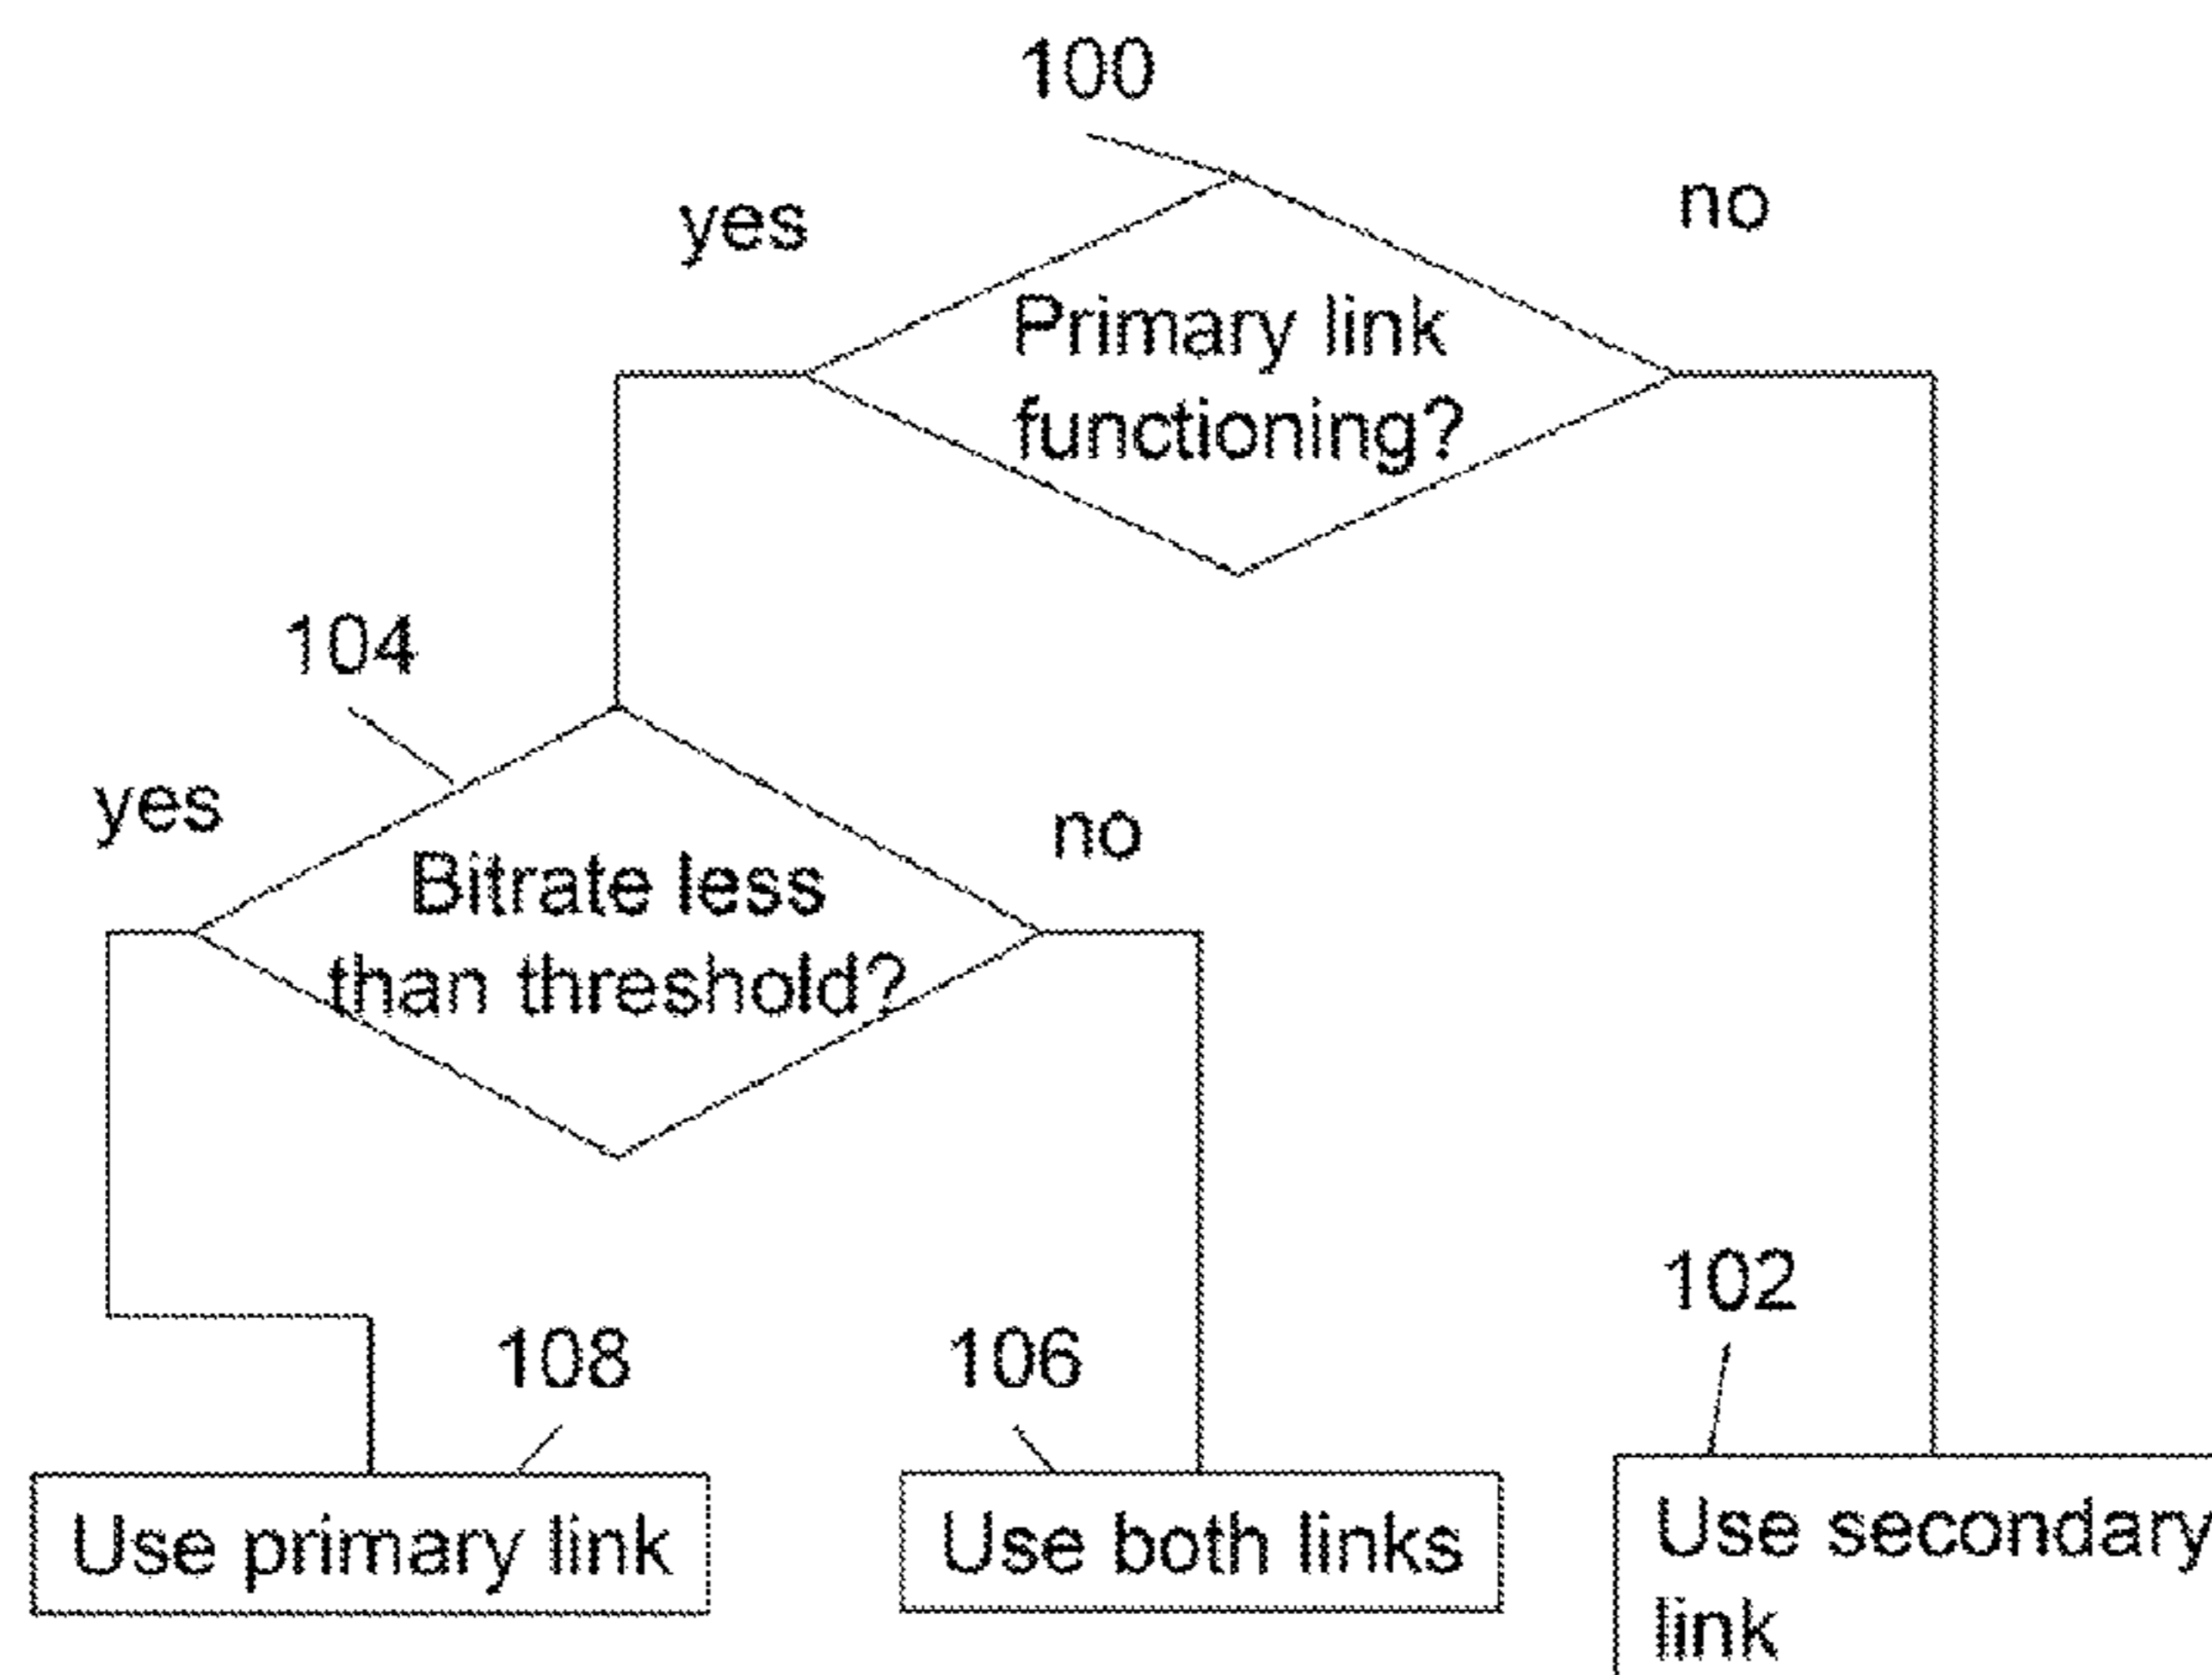 100
yes
no
Primary link
functioning?
104
yes
no
Bitrate less
than threshold?
102
108
106
Use primary link
Use both links
Use secondary
link